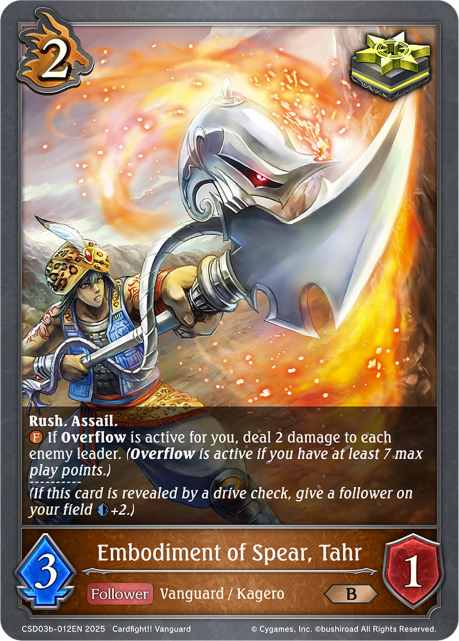 2
1
Rush. Assail.
F If Overflow is active for you, deal 2 damage to each
enemy leader. (Overflow is active if you have at least 7 max
play points.)
----------
(If this card is revealed by a drive check, give a follower on
your field +2.)
Embodiment of Spear, Tahr
3
Follower Vanguard / Kagero
B
1
CSD03b-012EN 2025 Cardfight!! Vanguard
© Cygames, Inc. ©bushiroad All Rights Reserved.